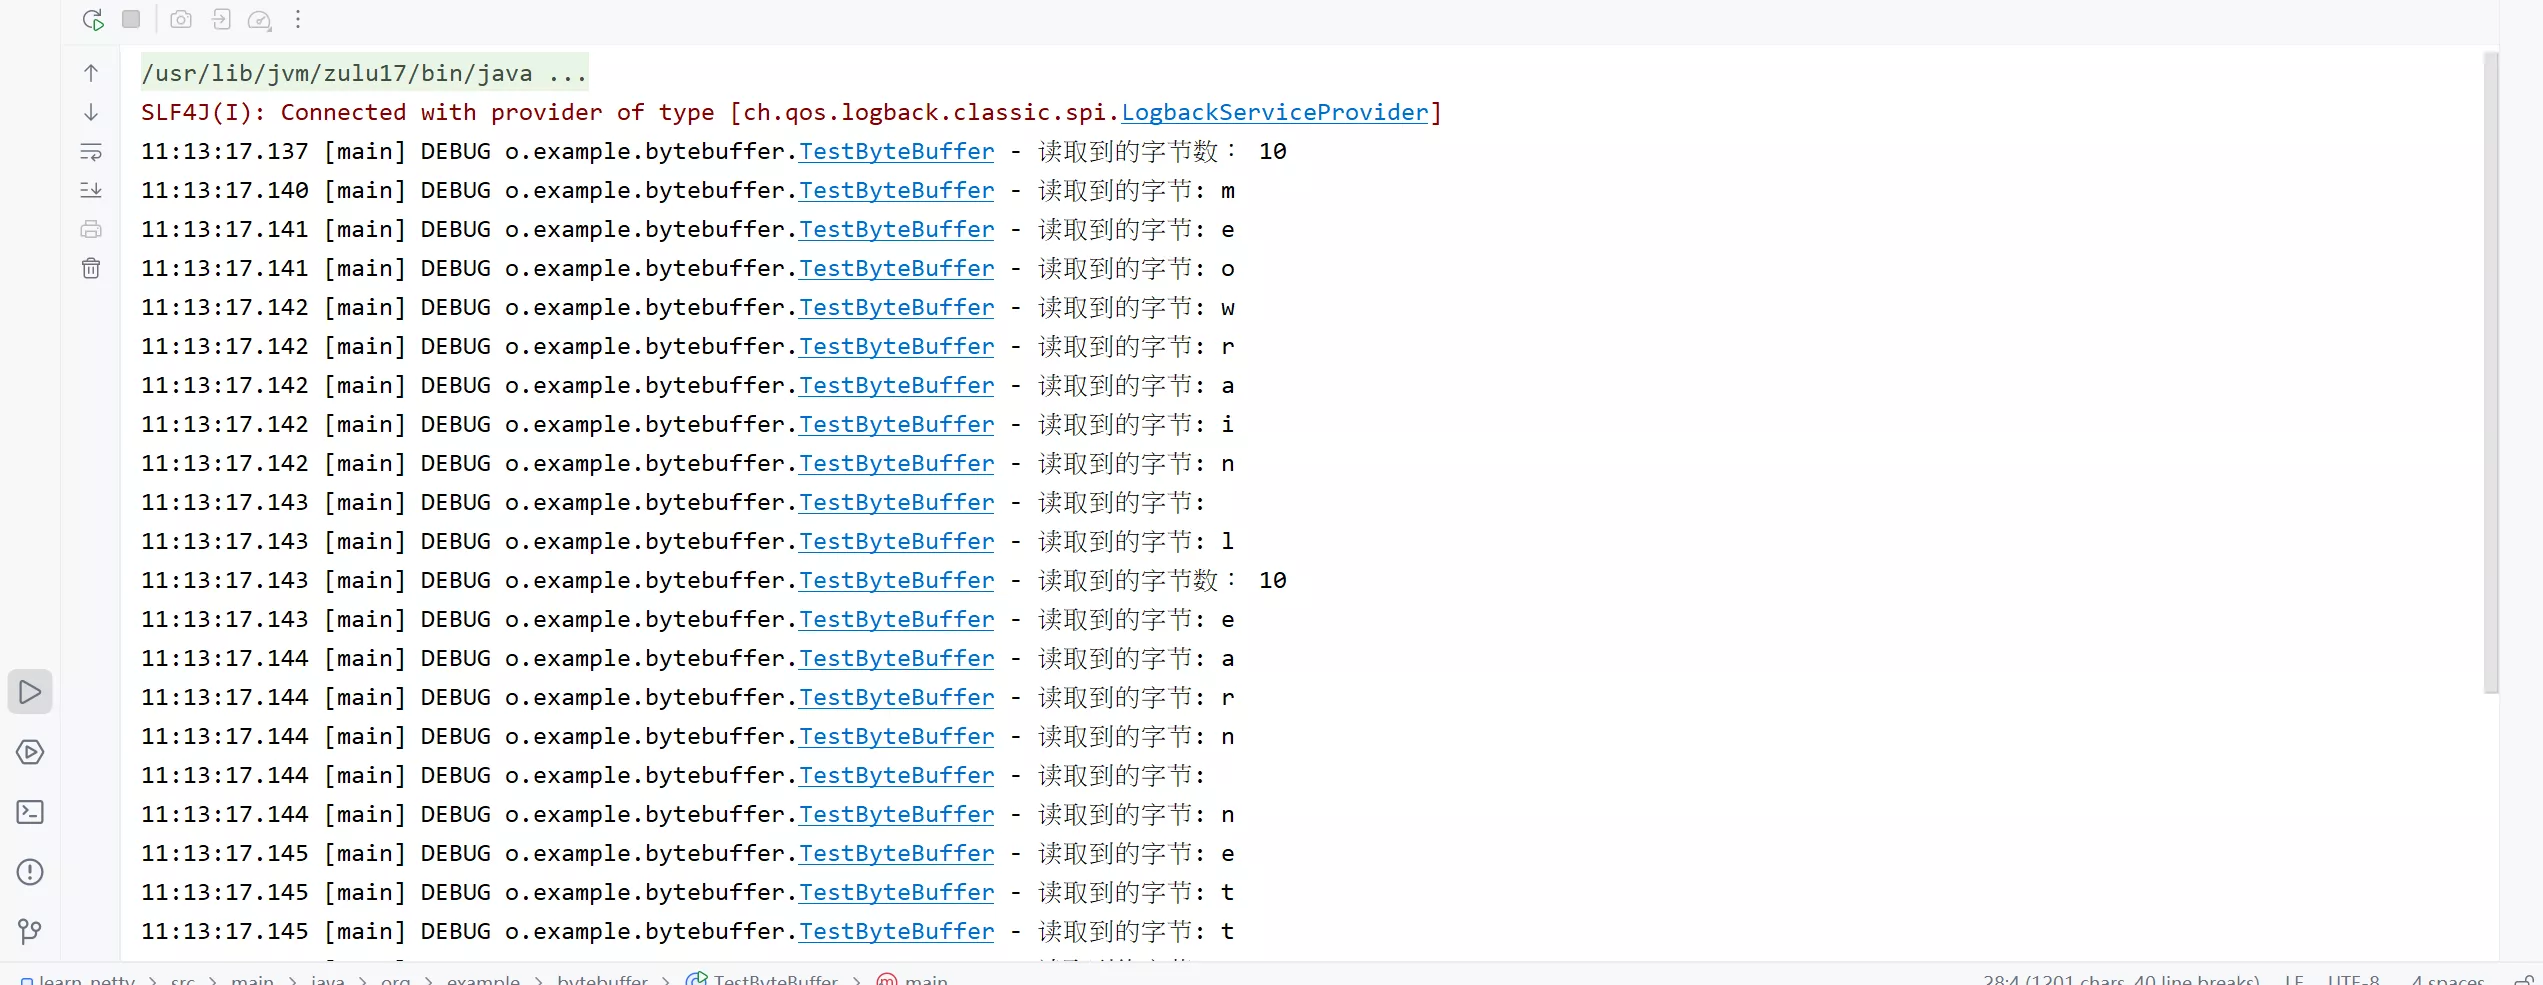 /usr/lib/jvm/zulu17/bin/java ...
SLF4J(I): Connected with provider of type [ch.qos.logback.classic.spi.LogbackServiceProvider]
11:13:17.137 [main] DEBUG o.example.bytebuffer.TestByteBuffer - 读取到的字节数： 10
11:13:17.140 [main] DEBUG o.example.bytebuffer.TestByteBuffer - 读取到的字节: m
11:13:17.141 [main] DEBUG o.example.bytebuffer.TestByteBuffer - 读取到的字节: e
11:13:17.141 [main] DEBUG o.example.bytebuffer.TestByteBuffer - 读取到的字节: o
11:13:17.142 [main] DEBUG o.example.bytebuffer.TestByteBuffer - 读取到的字节: w
11:13:17.142 [main] DEBUG o.example.bytebuffer.TestByteBuffer - 读取到的字节: r
11:13:17.142 [main] DEBUG o.example.bytebuffer.TestByteBuffer - 读取到的字节: a
11:13:17.142 [main] DEBUG o.example.bytebuffer.TestByteBuffer - 读取到的字节: i
11:13:17.142 [main] DEBUG o.example.bytebuffer.TestByteBuffer - 读取到的字节: n
11:13:17.143 [main] DEBUG o.example.bytebuffer.TestByteBuffer - 读取到的字节:
11:13:17.143 [main] DEBUG o.example.bytebuffer.TestByteBuffer - 读取到的字节: l
11:13:17.143 [main] DEBUG o.example.bytebuffer.TestByteBuffer - 读取到的字节数： 10
11:13:17.143 [main] DEBUG o.example.bytebuffer.TestByteBuffer - 读取到的字节: e
11:13:17.144 [main] DEBUG o.example.bytebuffer.TestByteBuffer - 读取到的字节: a
11:13:17.144 [main] DEBUG o.example.bytebuffer.TestByteBuffer - 读取到的字节: r
11:13:17.144 [main] DEBUG o.example.bytebuffer.TestByteBuffer - 读取到的字节: n
11:13:17.144 [main] DEBUG o.example.bytebuffer.TestByteBuffer - 读取到的字节:
11:13:17.144 [main] DEBUG o.example.bytebuffer.TestByteBuffer - 读取到的字节: n
11:13:17.145 [main] DEBUG o.example.bytebuffer.TestByteBuffer - 读取到的字节: e
11:13:17.145 [main] DEBUG o.example.bytebuffer.TestByteBuffer - 读取到的字节: t
11:13:17.145 [main] DEBUG o.example.bytebuffer.TestByteBuffer - 读取到的字节: t
learn_netty > src > main > java > org > example > bytebuffer > TestByteBuffer > main 28:4 (1201 chars, 40 line breaks) LF UTF-8 4 spaces